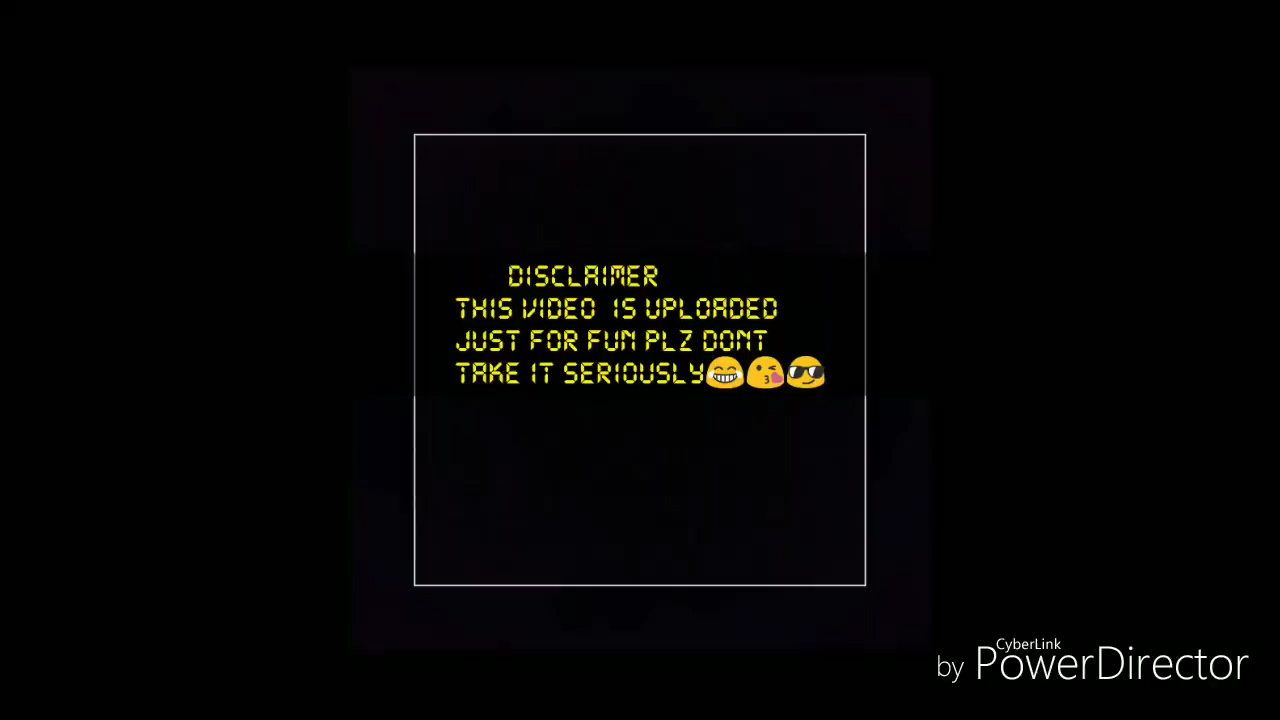 DISCLAIMER
THIS VIDEO IS UPLOADED
JUST FOR FUN PLZ DONT
TAKE IT SERIOUSLY😂😘😎
CyberLink
by PowerDirector